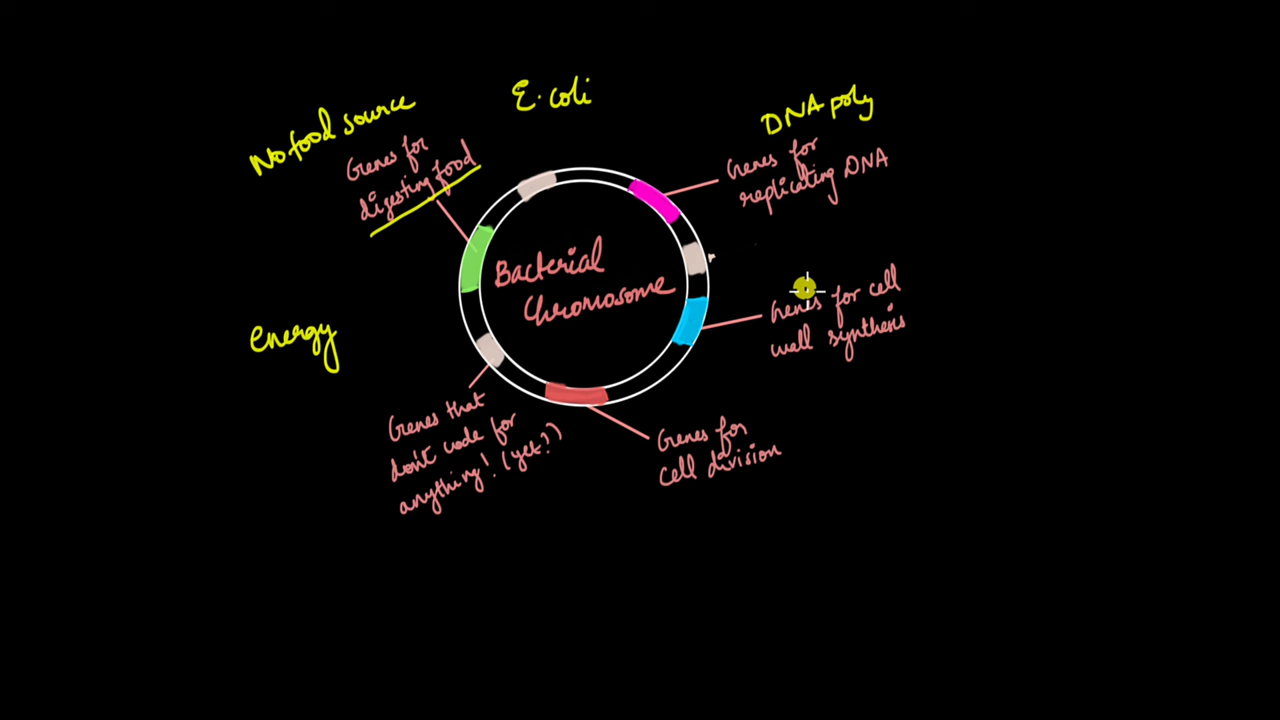 E. coli
No food source
Genes for
digesting food
DNA poly
Genes for
replicating DNA
Bacterial
Chromosome
Genes for cell
wall synthesis
energy
Genes that
don't code for
anything! (yet?)
Genes for
cell division